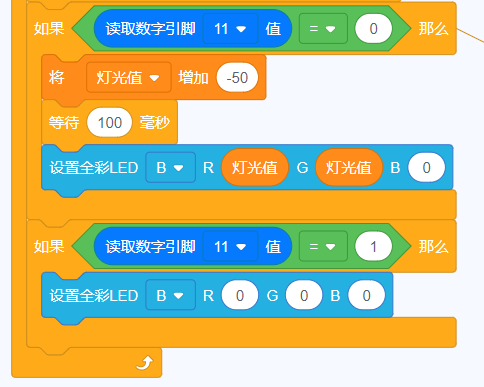 如果 读取数字引脚 11 值 = 0 那么
将 灯光值 增加 -50
等待 100 毫秒
设置全彩LED B R 灯光值 G 灯光值 B 0
如果 读取数字引脚 11 值 = 1 那么
设置全彩LED B R 0 G 0 B 0